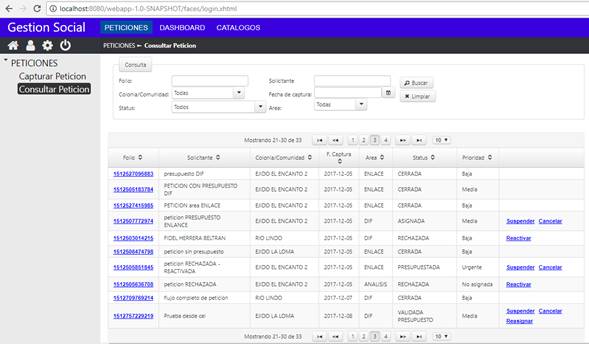 localhost:8080/webapp-1.0-SNAPSHOT/faces/login.xhtml
Gestion Social PETICIONES DASHBOARD CATALOGOS
PETICIONES ← Consultar Peticion
PETICIONES
Capturar Peticion
Consultar Peticion
Consulta
Folio: Solicitante Buscar
Colonia/Comunidad: Todas Fecha de captura: Limpiar
Status: Todos Area: Todas
Mostrando 21-30 de 33 1 2 3 4 10
Folio Solicitante Colonia/Comunidad F. Captura Area Status Prioridad
1512527095883 presupuesto DIF EJIDO EL ENCANTO 2 2017-12-05 ENLACE CERRADA Baja
1512505183784 PETICION CON PRESUPUESTO DIF EJIDO EL ENCANTO 2 2017-12-05 ENLACE CERRADA Media
1512527415985 PETICION area ENLACE EJIDO EL ENCANTO 2 2017-12-05 ENLACE CERRADA Baja
1512507772974 peticion PRESUPUESTO ENLANCE EJIDO EL ENCANTO 2 2017-12-05 DIF ASIGNADA Media Suspender Cancelar
1512503014215 FIDEL HERRERA BELTRAN RIO LINDO 2017-12-05 DIF RECHAZADA Baja Reactivar
1512506474798 peticion sin presupuesto EJIDO LA LOMA 2017-12-05 ENLACE CERRADA Baja
1512505851845 peticion RECHAZADA - REACTIVADA EJIDO EL ENCANTO 2 2017-12-05 ENLACE PRESUPUESTADA Urgente Suspender Cancelar
1512505636708 peticion RECHAZADA EJIDO EL ENCANTO 2 2017-12-05 ANALISIS RECHAZADA No asignada Reactivar
1512709769214 flujo completo de peticion RIO LINDO 2017-12-07 DIF CERRADA Baja
1512757229219 Prueba desde cel EJIDO LA LOMA 2017-12-08 DIF VALIDADA PRESUPUESTO Media Suspender Cancelar Reasignar
Mostrando 21-30 de 33 1 2 3 4 10